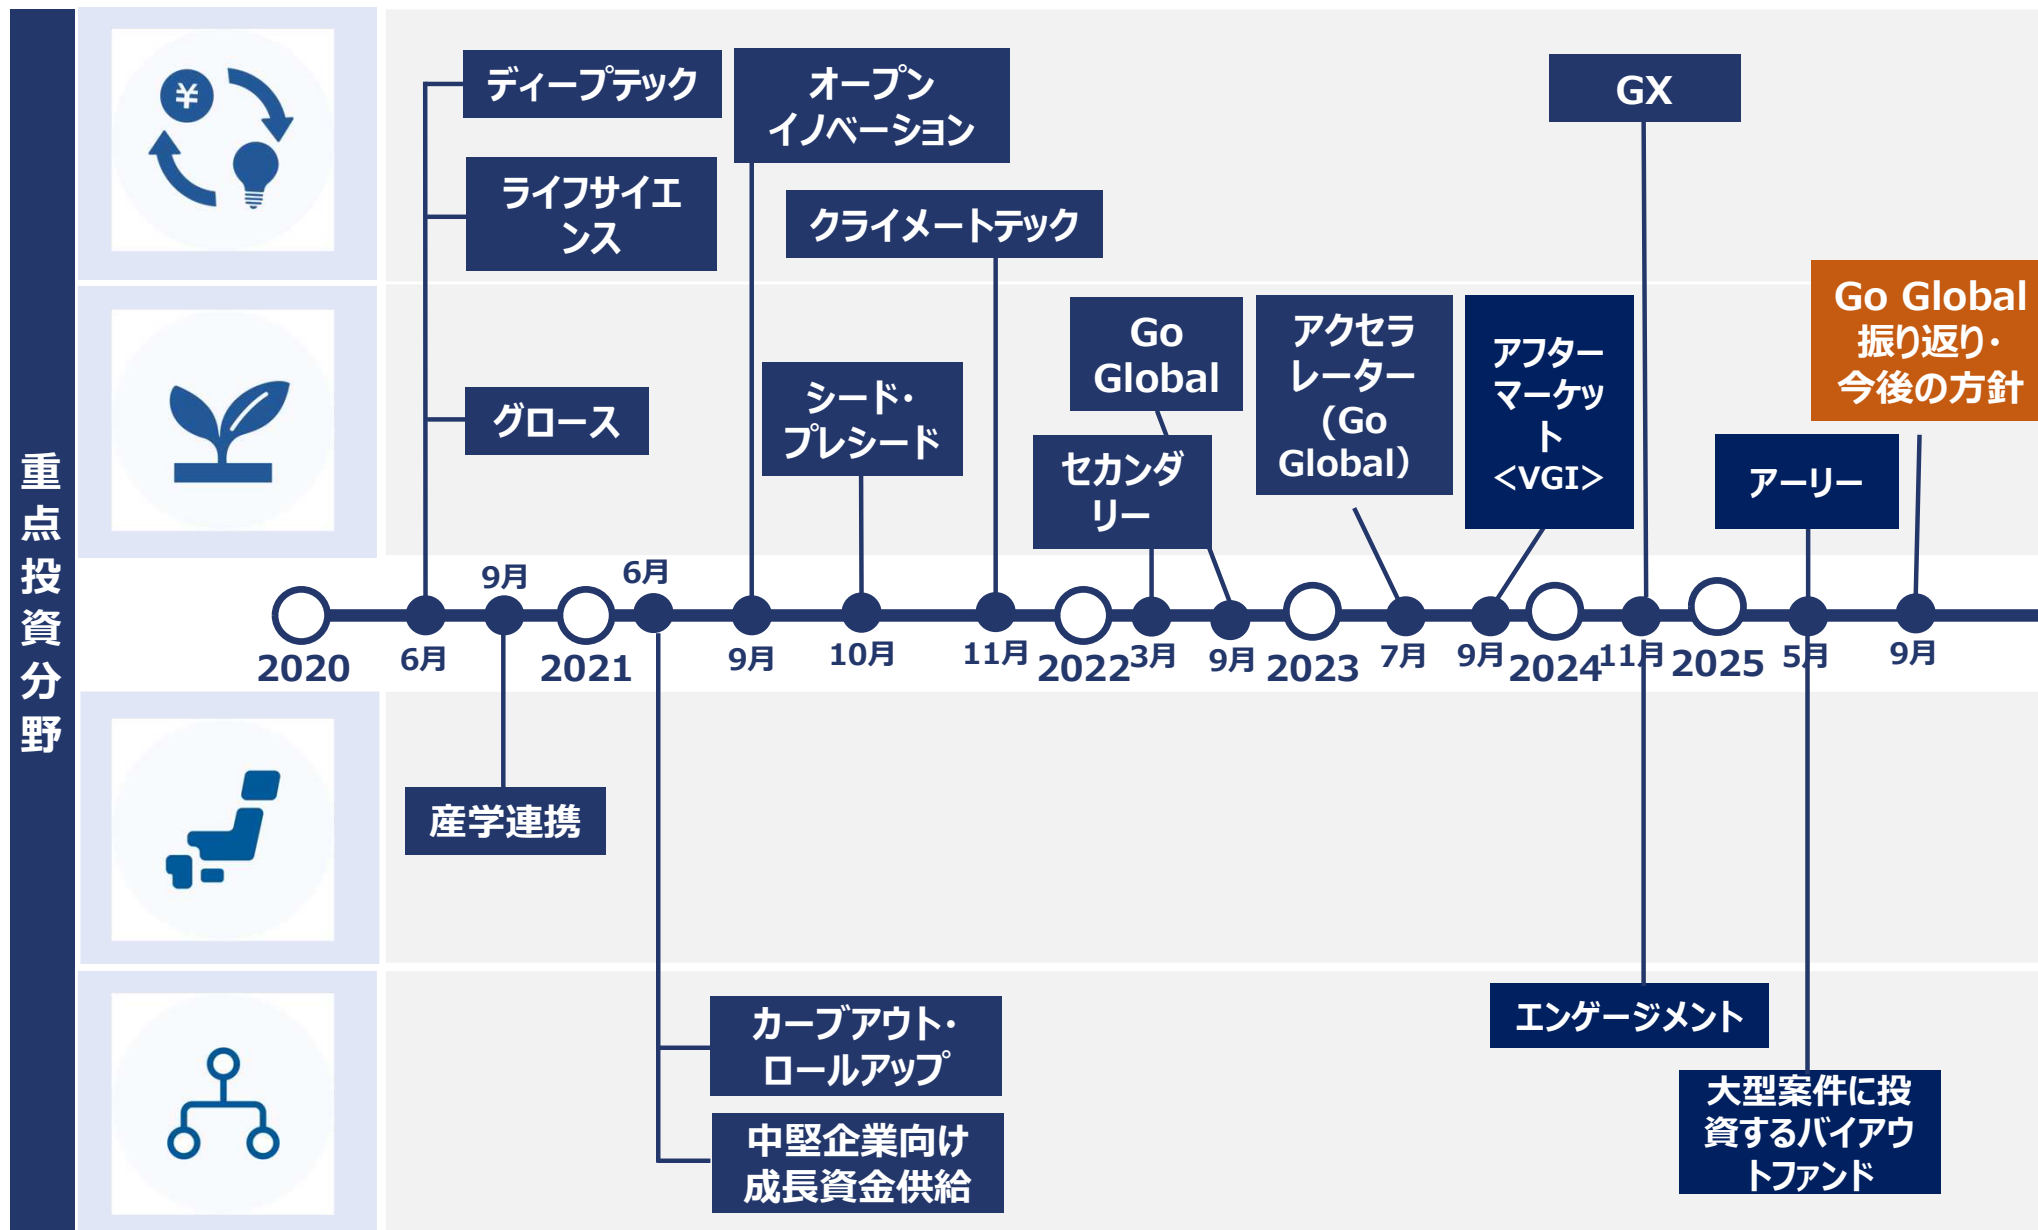 重点投資分野
¥
ディープテック
オープン
イノベーション
GX
ライフサイエ
ンス
クライメートテック
Go Global
振り返り・
今後の方針
Go
Global
アクセラ
レーター
(Go
Global）
アフター
マーケッ
ト
＜VGI＞
グロース
シード・
プレシード
セカンダ
リー
アーリー
9月
6月
2020
6月
2021
9月
10月
11月
2022
3月
9月
2023
7月
9月
2024
11月
2025
5月
9月
産学連携
カーブアウト・
ロールアップ
エンゲージメント
中堅企業向け
成長資金供給
大型案件に投
資するバイアウ
トファンド